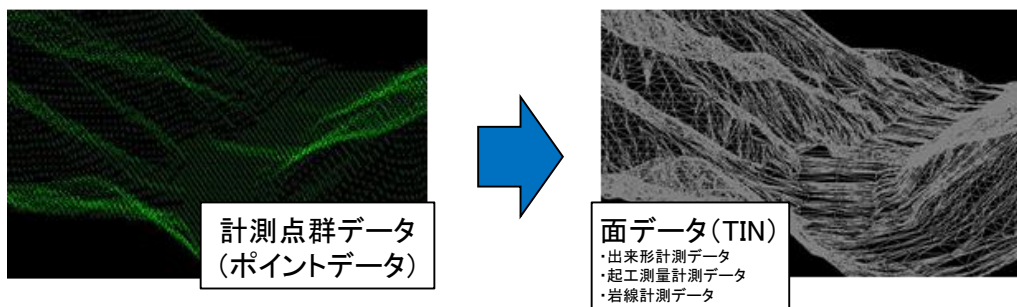 計測点群データ
（ポイントデータ）
面データ（TIN）
・出来形計測データ
・起工測量計測データ
・岩線計測データ